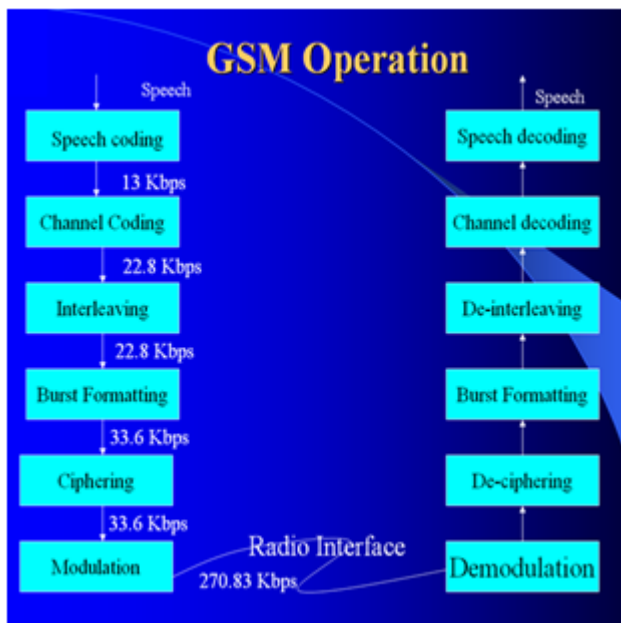 GSM Operation
Speech
Speech coding
13 Kbps
Channel Coding
22.8 Kbps
Interleaving
22.8 Kbps
Burst Formatting
33.6 Kbps
Ciphering
33.6 Kbps
Modulation
Radio Interface
270.83 Kbps
Speech
Speech decoding
Channel decoding
De-interleaving
Burst Formatting
De-ciphering
Demodulation